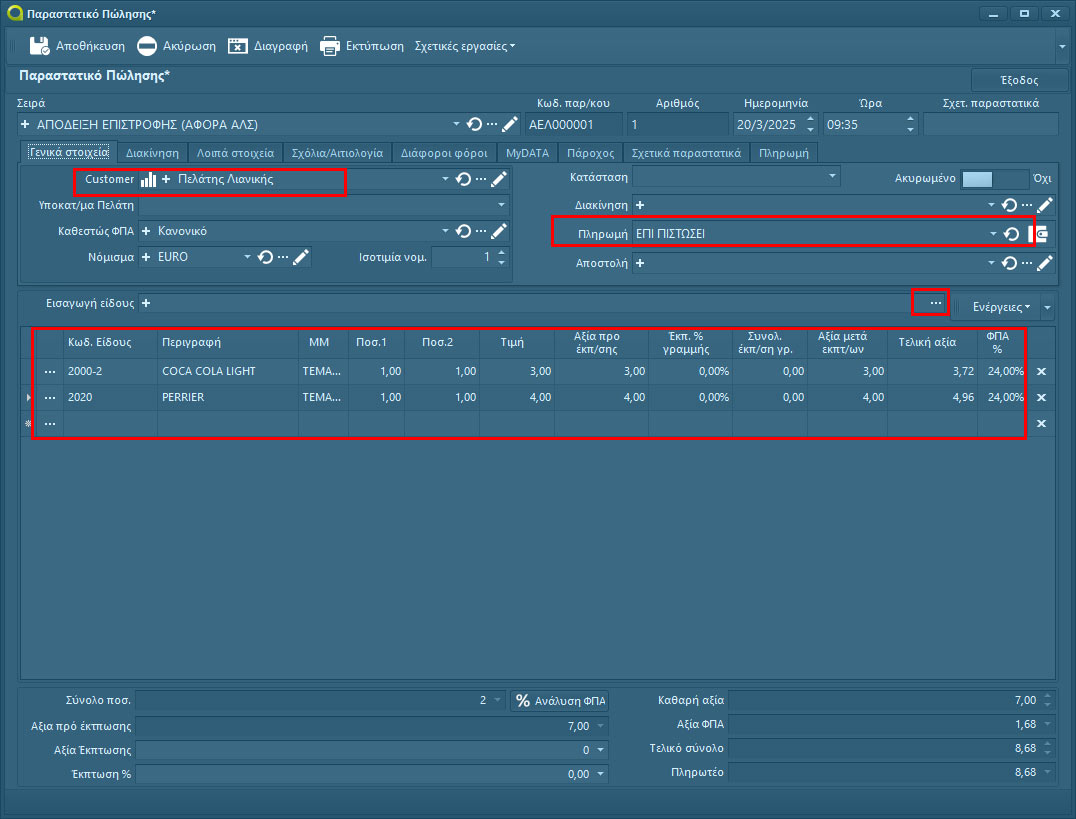 Παραστατικό Πώλησης*
Αποθήκευση Ακύρωση Διαγραφή Εκτύπωση Σχετικές εργασίες
Παραστατικό Πώλησης*
Έξοδος
Σειρά Κωδ. παρ/κου Αριθμός Ημερομηνία Ώρα Σχετ. παραστατικά
+ ΑΠΟΔΕΙΞΗ ΕΠΙΣΤΡΟΦΗΣ (ΑΦΟΡΑ ΑΛΣ) ΑΕΛ000001 1 20/3/2025 09:35
Γενικά στοιχεία Διακίνηση Λοιπά στοιχεία Σχόλια/Αιτιολογία Διάφοροι φόροι MyDATA Πάροχος Σχετικά παραστατικά Πληρωμή
Customer + Πελάτης Λιανικής Κατάσταση Ακυρωμένο Όχι
Υποκατ/μα Πελάτη Διακίνηση +
Καθεστώς ΦΠΑ + Κανονικό Πληρωμή ΕΠΙ ΠΙΣΤΩΣΕΙ
Νόμισμα + EURO Ισοτιμία νομ. 1 Αποστολή +
Εισαγωγή είδους + ... Ενέργειες
Κωδ. Είδους Περιγραφή ΜΜ Ποσ.1 Ποσ.2 Τιμή Αξία προ έκπ/σης Έκπ. % γραμμής Συνολ. έκπ/ση γρ. Αξία μετά εκπτ/ων Τελική αξία ΦΠΑ %
... 2000-2 COCA COLA LIGHT ΤΕΜΑ... 1,00 1,00 3,00 3,00 0,00% 0,00 3,00 3,72 24,00% x
... 2020 PERRIER ΤΕΜΑ... 1,00 1,00 4,00 4,00 0,00% 0,00 4,00 4,96 24,00% x
... x
Σύνολο ποσ. 2 % Ανάλυση ΦΠΑ Καθαρή αξία 7,00
Αξια πρό έκτπωσης 7,00 Αξία ΦΠΑ 1,68
Αξία Έκπτωσης 0 Τελικό σύνολο 8,68
Έκπτωση % 0,00 Πληρωτέο 8,68